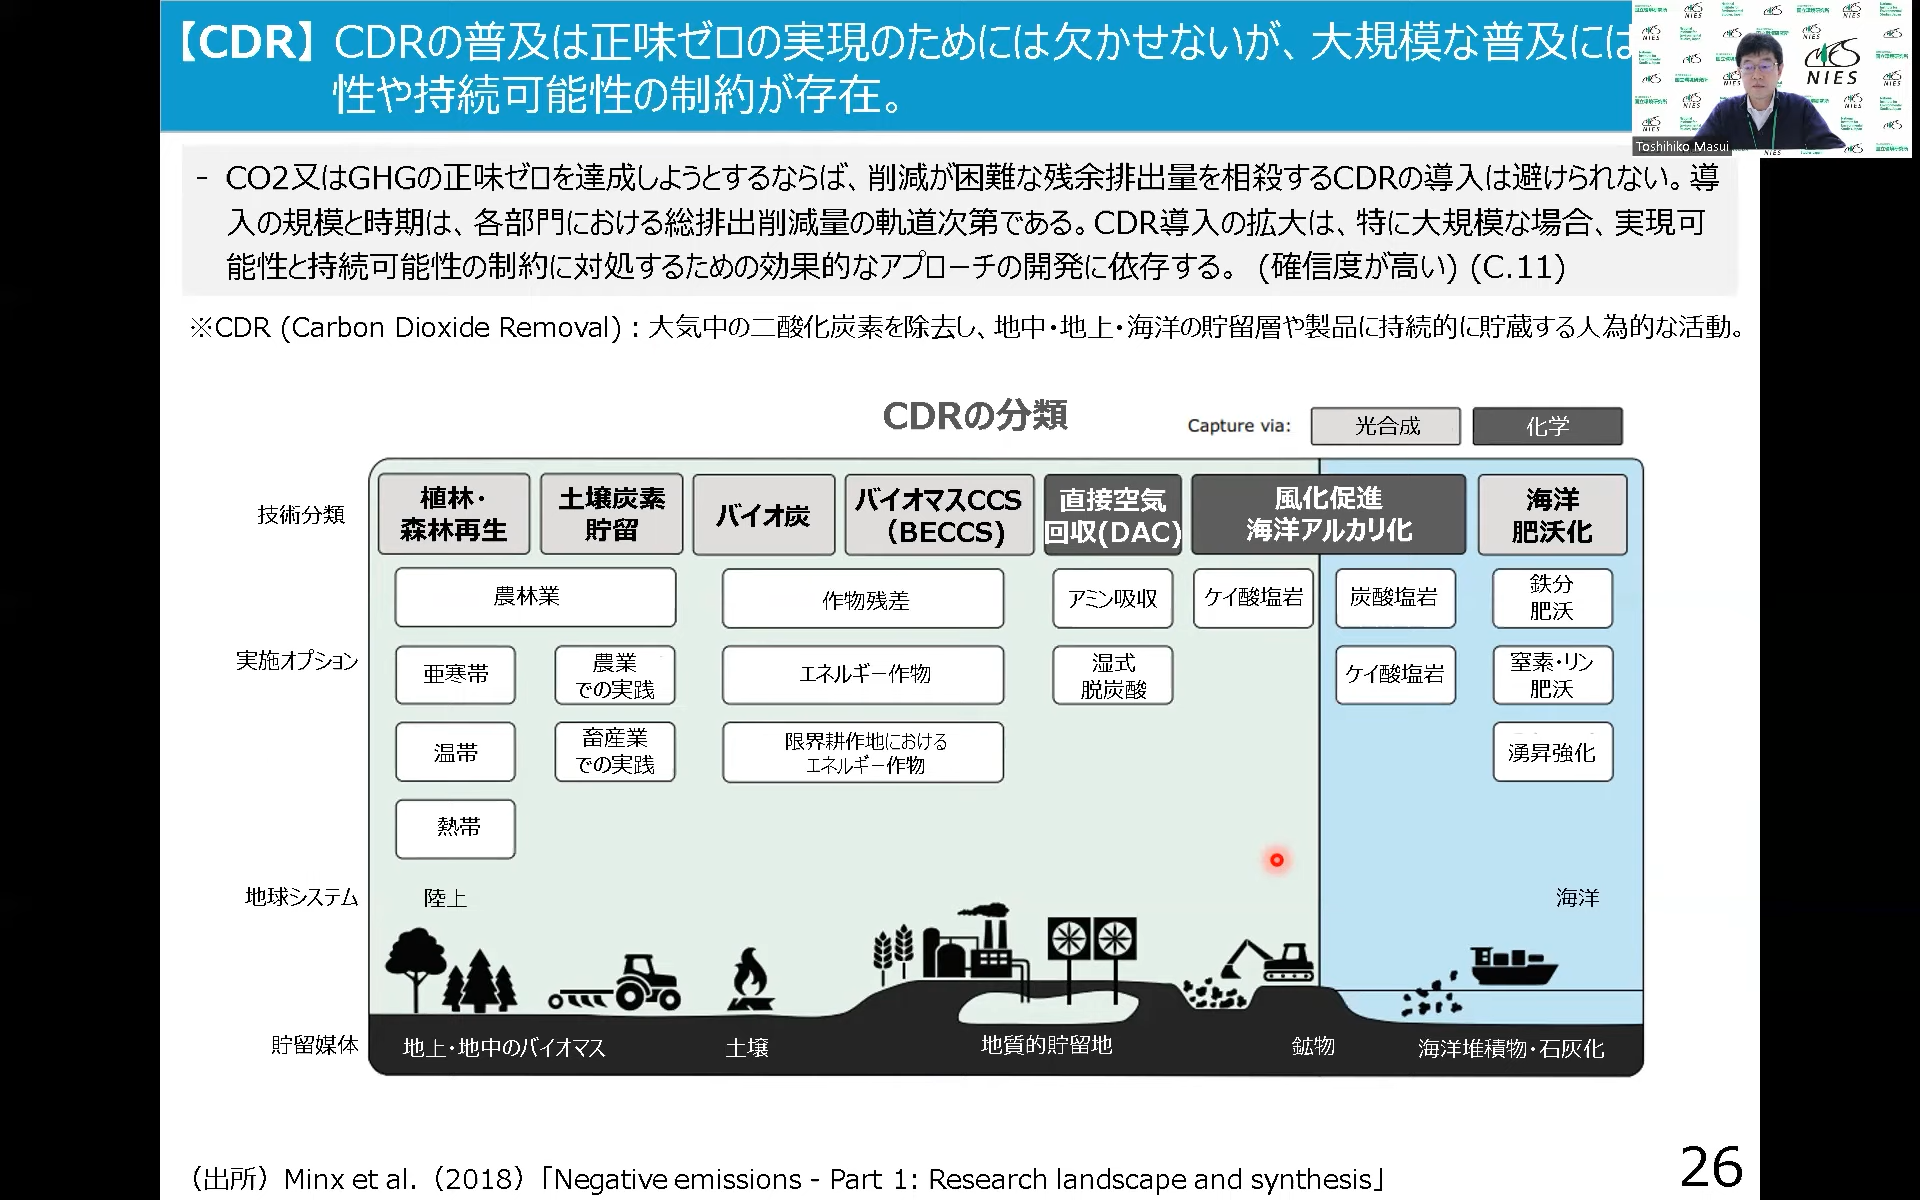 【CDR】CDRの普及は正味ゼロの実現のためには欠かせないが、大規模な普及には
性や持続可能性の制約が存在。
NIES
Toshihiko Masui
- CO2又はGHGの正味ゼロを達成しようとするならば、削減が困難な残余排出量を相殺するCDRの導入は避けられない。導
入の規模と時期は、各部門における総排出削減量の軌道次第である。CDR導入の拡大は、特に大規模な場合、実現可
能性と持続可能性の制約に対処するための効果的なアプローチの開発に依存する。 (確信度が高い) (C.11)
※CDR (Carbon Dioxide Removal)：大気中の二酸化炭素を除去し、地中・地上・海洋の貯留層や製品に持続的に貯蔵する人為的な活動。
CDRの分類
Capture via: 光合成 化学
技術分類
植林・
森林再生
土壌炭素
貯留
バイオ炭
バイオマスCCS
（BECCS)
直接空気
回収(DAC)
風化促進
海洋アルカリ化
海洋
肥沃化
実施オプション
農林業
作物残差
アミン吸収
ケイ酸塩岩
炭酸塩岩
鉄分
肥沃
亜寒帯
農業
での実践
エネルギー作物
湿式
脱炭酸
ケイ酸塩岩
窒素・リン
肥沃
温帯
畜産業
での実践
限界耕作地における
エネルギー作物
湧昇強化
熱帯
地球システム
陸上
海洋
貯留媒体
地上・地中のバイオマス
土壌
地質的貯留地
鉱物
海洋堆積物・石灰化
（出所）Minx et al.（2018）「Negative emissions - Part 1: Research landscape and synthesis」
26